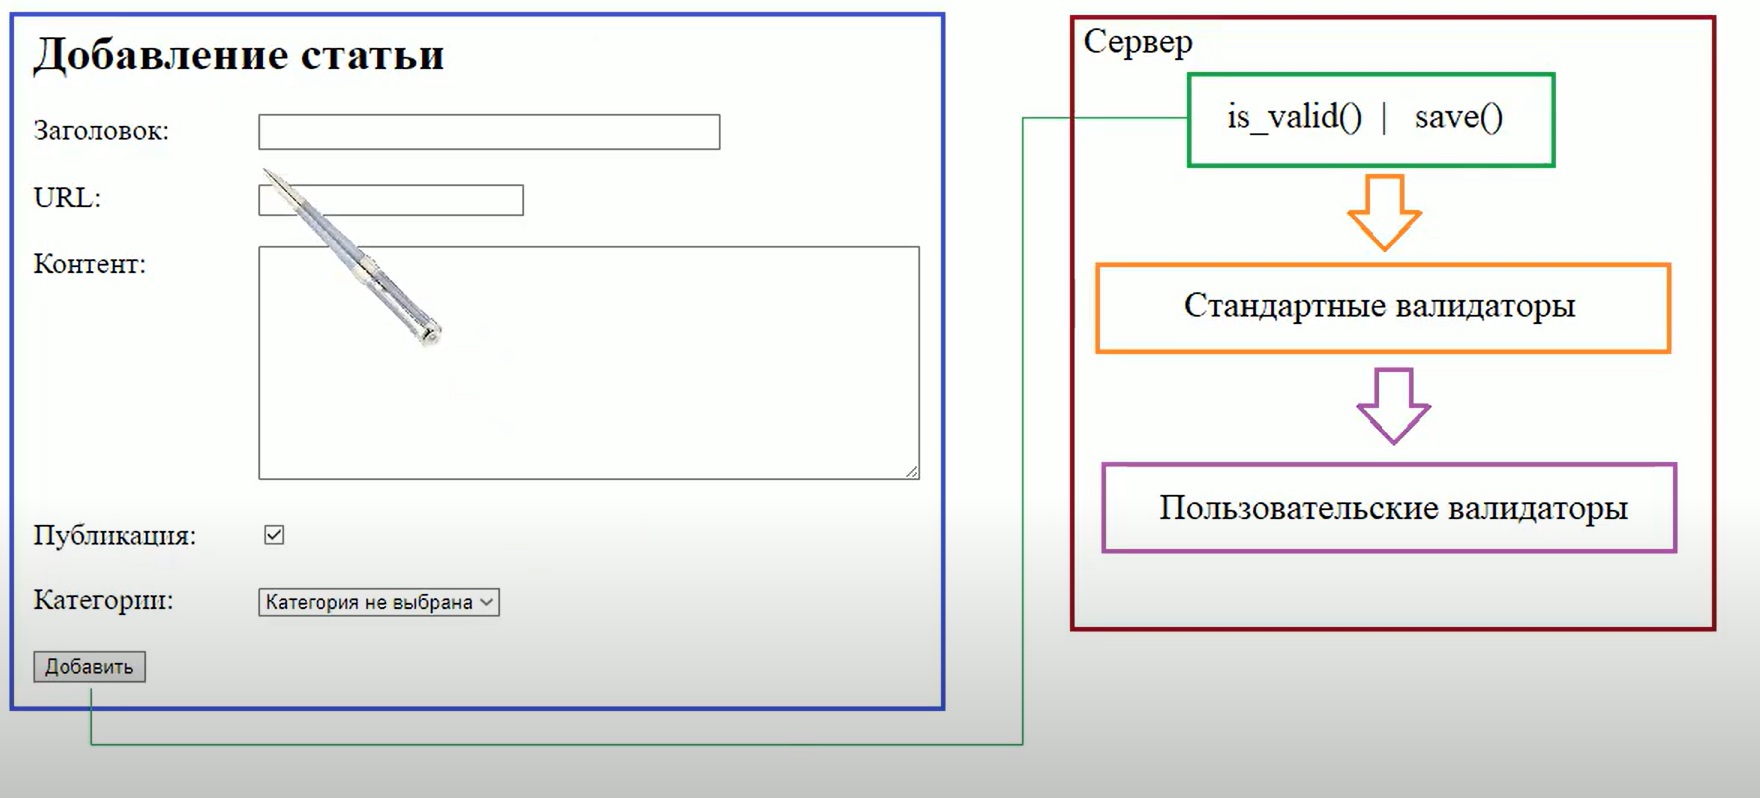 Добавление статьи
Заголовок:
URL:
Контент:
Публикация:
Категории:
Категория не выбрана
Добавить
Сервер
is_valid() | save()
Стандартные валидаторы
Пользовательские валидаторы